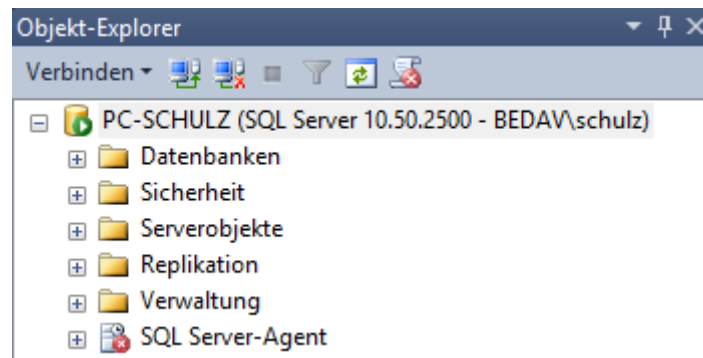 Objekt-Explorer
Verbinden
PC-SCHULZ (SQL Server 10.50.2500 - BEDAV\schulz)
Datenbanken
Sicherheit
Serverobjekte
Replikation
Verwaltung
SQL Server-Agent